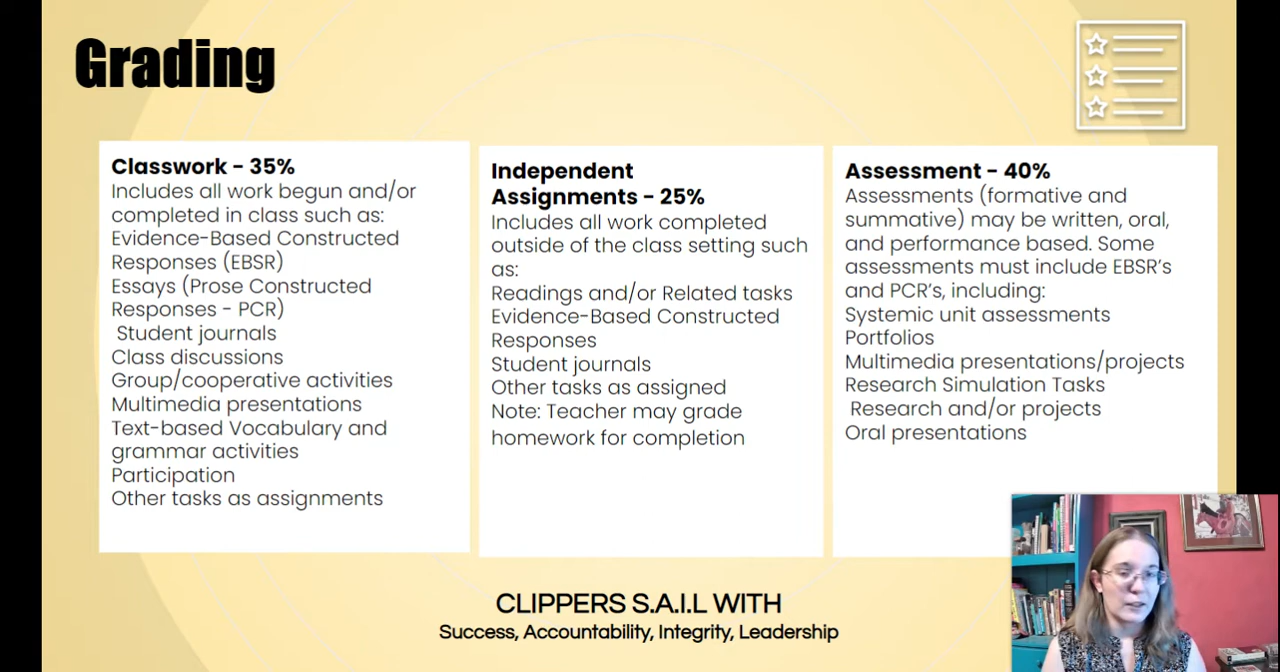 Grading
Classwork - 35%
Includes all work begun and/or
completed in class such as:
Evidence-Based Constructed
Responses (EBSR)
Essays (Prose Constructed
Responses - PCR)
Student journals
Class discussions
Group/cooperative activities
Multimedia presentations
Text-based Vocabulary and
grammar activities
Participation
Other tasks as assignments
Independent
Assignments - 25%
Includes all work completed
outside of the class setting such
as:
Readings and/or Related tasks
Evidence-Based Constructed
Responses
Student journals
Other tasks as assigned
Note: Teacher may grade
homework for completion
Assessment - 40%
Assessments (formative and
summative) may be written, oral,
and performance based. Some
assessments must include EBSR's
and PCR's, including:
Systemic unit assessments
Portfolios
Multimedia presentations/projects
Research Simulation Tasks
Research and/or projects
Oral presentations
CLIPPERS S.A.I.L WITH
Success, Accountability, Integrity, Leadership